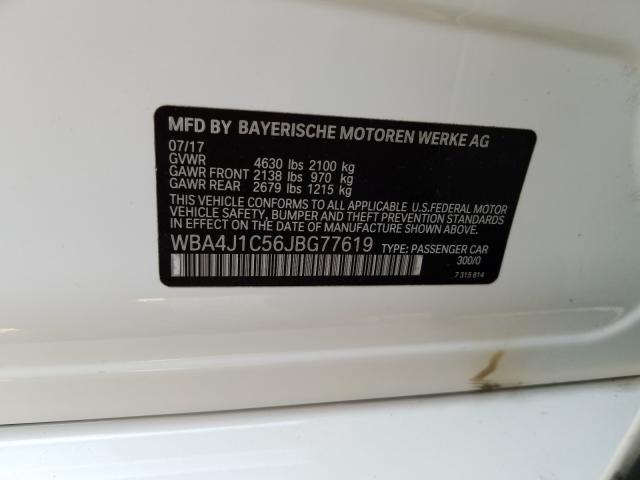 MFD BY BAYERISCHE MOTOREN WERKE AG
07/17
GVWR 4630 lbs 2100 kg
GAWR FRONT 2138 lbs 970 kg
GAWR REAR 2679 lbs 1215 kg
THIS VEHICLE CONFORMS TO ALL APPLICABLE U.S.FEDERAL MOTOR
VEHICLE SAFETY, BUMPER AND THEFT PREVENTION STANDARDS
IN EFFECT ON THE DATE OF MANUFACTURE SHOWN ABOVE.
WBA4J1C56JBG77619 TYPE: PASSENGER CAR
300/0
7 315 814